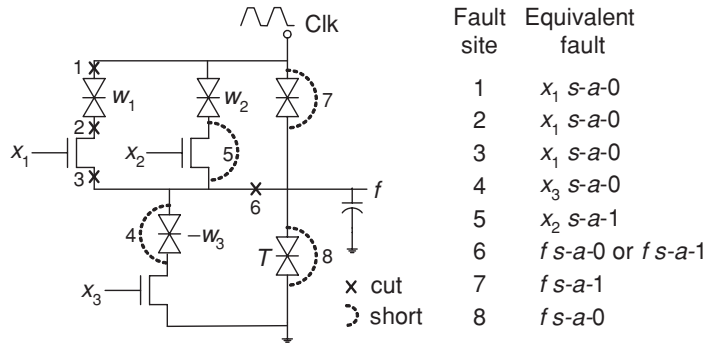 Clk
1
w₁
w₂
7
2
x₁
x₂
5
3
6
f
4
–w₃
T
8
x₃
cut
short
Fault site Equivalent fault
1 x₁ s-a-0
2 x₁ s-a-0
3 x₁ s-a-0
4 x₃ s-a-0
5 x₂ s-a-1
6 f s-a-0 or f s-a-1
7 f s-a-1
8 f s-a-0